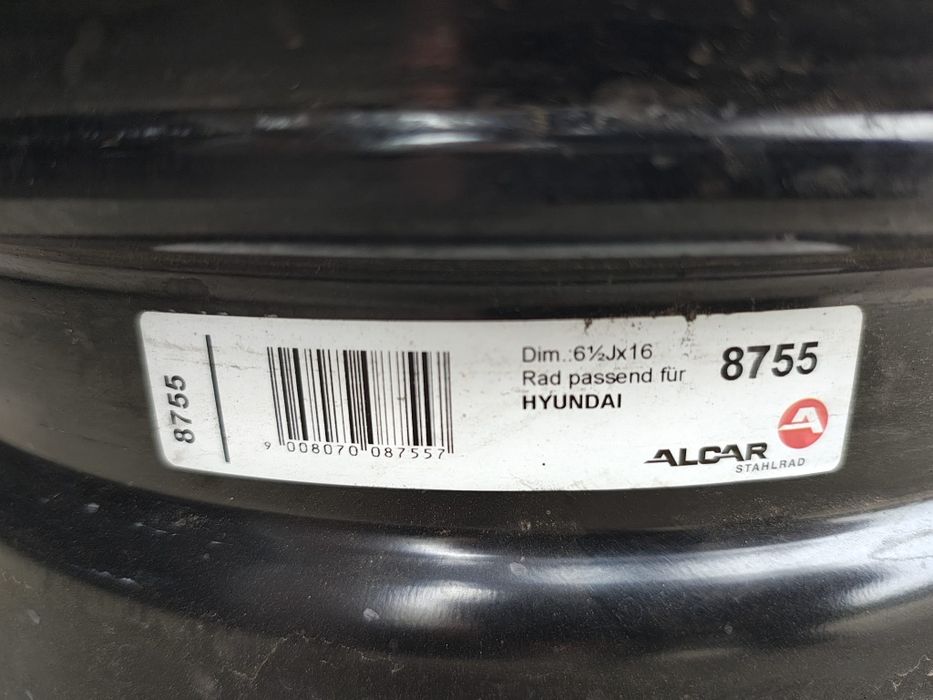 8755
9 008070 087557
Dim.:6½Jx16
Rad passend für
HYUNDAI
8755
A
ALCAR
STAHLRAD